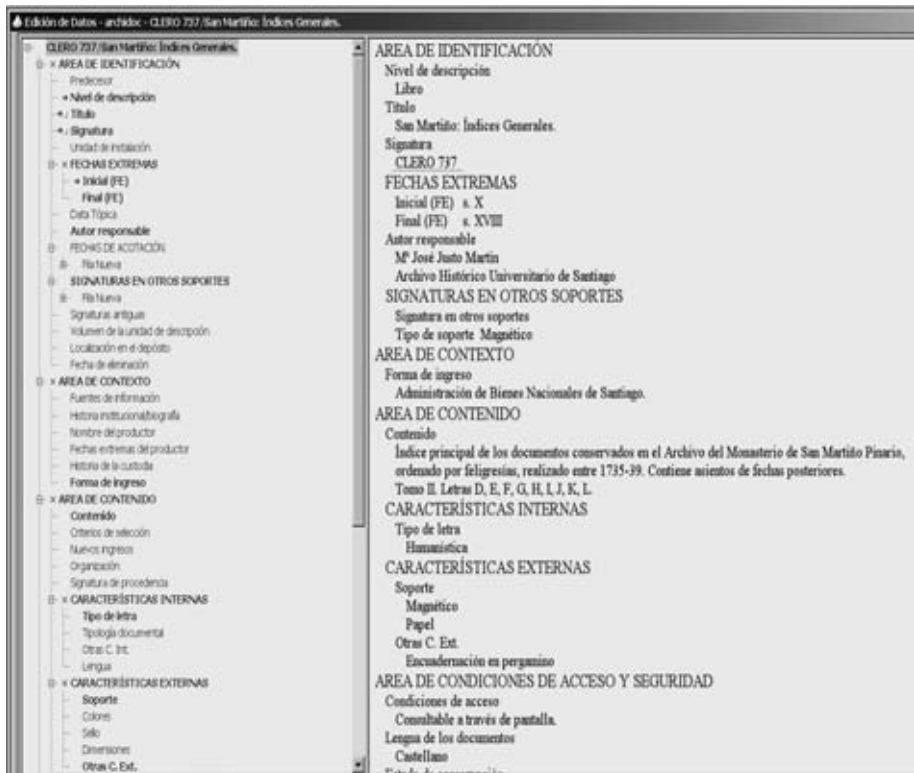 Edición de Datos - archidoc - CLERO 737/San Martiño: Índices Generales.
CLERO 737/San Martiño: Índices Generales.
AREA DE IDENTIFICACIÓN
Predecesor
Nivel de descripción
Título
Signatura
Unidad de instalación
FECHAS EXTREMAS
Inicial (FE)
Final (FE)
Data Tópica
Autor responsable
FECHAS DE ACOTACIÓN
Fila Nueva
SIGNATURAS EN OTROS SOPORTES
Fila Nueva
Signaturas antiguas
Volumen de la unidad de descripción
Localización en el depósito
Fecha de eliminación
AREA DE CONTEXTO
Fuentes de información
Historia institucional/biografía
Nombre del productor
Fechas extremas del productor
Historia de la custodia
Forma de ingreso
AREA DE CONTENIDO
Contenido
Criterios de selección
Nuevos ingresos
Organización
Signatura de procedencia
CARACTERÍSTICAS INTERNAS
Tipo de letra
Tipología documental
Otras C. Int.
Lengua
CARACTERÍSTICAS EXTERNAS
Soporte
Colores
Sello
Dimensiones
Otras C. Ext.
AREA DE IDENTIFICACIÓN
Nivel de descripción
Libro
Título
San Martiño: Índices Generales.
Signatura
CLERO 737
FECHAS EXTREMAS
Inicial (FE) s. X
Final (FE) s. XVIII
Autor responsable
Mª José Justo Martin
Archivo Histórico Universitario de Santiago
SIGNATURAS EN OTROS SOPORTES
Signatura en otros soportes
Tipo de soporte Magnético
AREA DE CONTEXTO
Forma de ingreso
Administración de Bienes Nacionales de Santiago.
AREA DE CONTENIDO
Contenido
Índice principal de los documentos conservados en el Archivo del Monasterio de San Martiño Pinario,
ordenado por feligresías, realizado entre 1735-39. Contiene asientos de fechas posteriores.
Tomo II. Letras D, E, F, G, H, I, J, K, L.
CARACTERÍSTICAS INTERNAS
Tipo de letra
Humanística
CARACTERÍSTICAS EXTERNAS
Soporte
Magnético
Papel
Otras C. Ext.
Encuadernación en pergamino
AREA DE CONDICIONES DE ACCESO Y SEGURIDAD
Condiciones de acceso
Consultable a través de pantalla.
Lengua de los documentos
Castellano